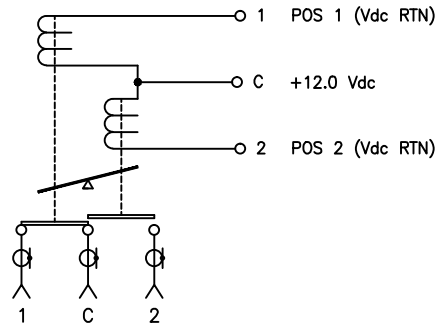 1 POS 1 (Vdc RTN)
C +12.0 Vdc
2 POS 2 (Vdc RTN)
1 C 2